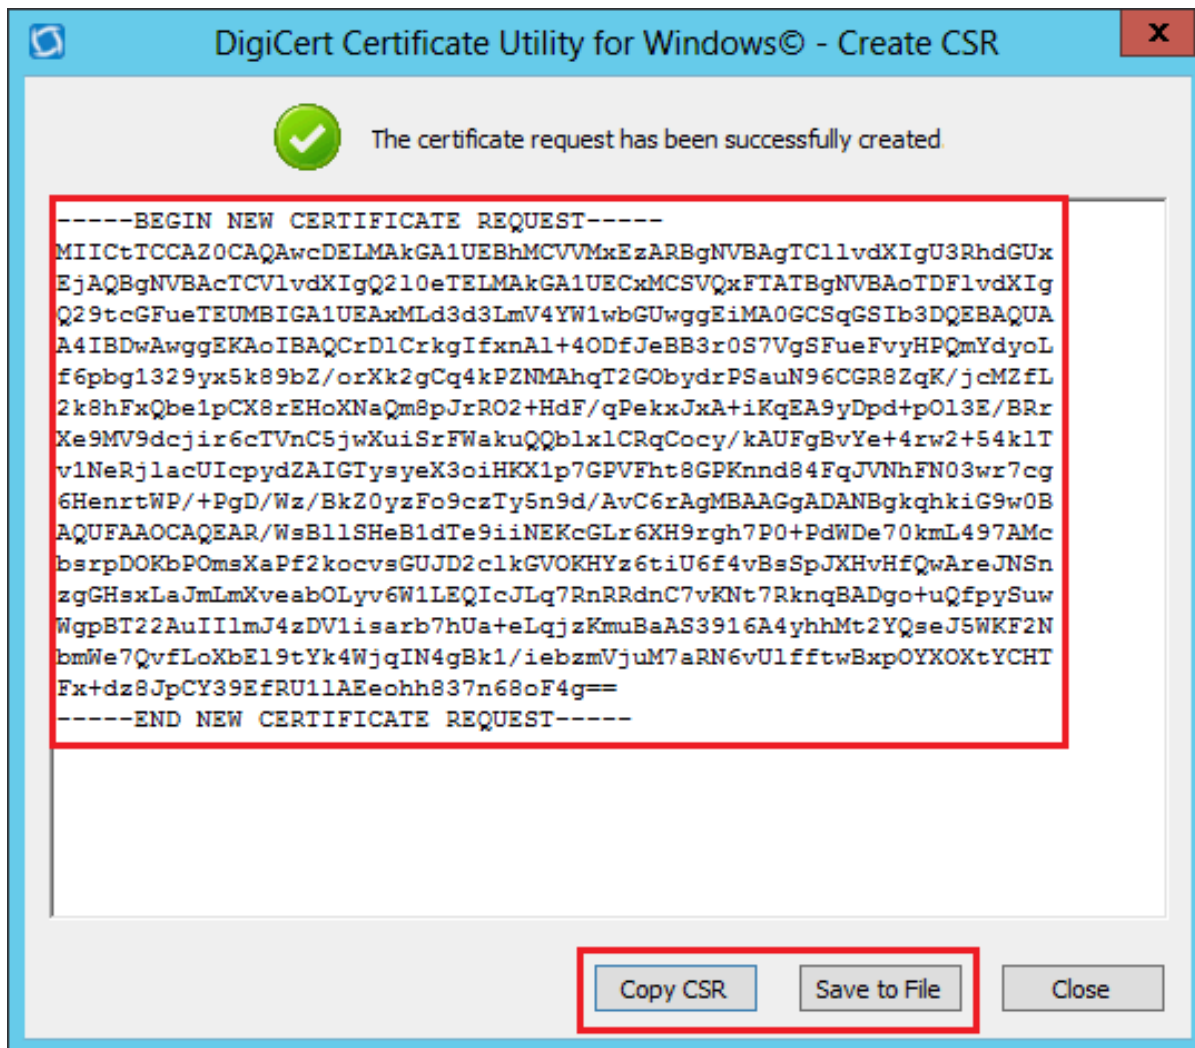 DigiCert Certificate Utility for Windows© - Create CSR
x
The certificate request has been successfully created.
-----BEGIN NEW CERTIFICATE REQUEST-----
MIICtTCCAZ0CAQAwcDELMAkGA1UEBhMCVVMxEzARBgNVBAgTCllvdXIgU3RhdGUx
EjAQBgNVBAcTCVlvdXIgQ2l0eTELMAkGA1UECxMCSVQxFTATBgNVBAoTDFlvdXIg
Q29tcGFueTEUMBIGA1UEAxMLd3d3LmV4YW1wbGUwggEiMA0GCSqGSIb3DQEBAQUA
A4IBDwAwggEKAoIBAQCrDlCrkgIfxnAl+4ODfJeBB3r0S7VgSFueFvyHPQmYdyoL
f6pbg1329yx5k89bZ/orXk2gCq4kPZNMAhqT2GObydrPSauN96CGR8ZqK/jcMZfL
2k8hFxQbe1pCX8rEHoXNaQm8pJrRO2+HdF/qPekxJxA+iKqEA9yDpd+pOl3E/BRr
Xe9MV9dcjir6cTVnC5jwXuiSrFWakuQQblxlCRqCocy/kAUFgBvYe+4rw2+54klT
v1NeRjlacUIcpydZAIGTysyeX3oiHKX1p7GPVFht8GPKnnd84FqJVNhFN03wr7cg
6HenrtWP/+PgD/Wz/BkZ0yzFo9czTy5n9d/AvC6rAgMBAAGgADANBgkqhkiG9w0B
AQUFAAOCAQEAR/WsBllSHeB1dTe9iiNEKcGLr6XH9rgh7P0+PdWDe70kmL497AMc
bsrpDOKbPOmsXaPf2kocvsGUJD2clkGVOKHYz6tiU6f4vBsSpJXHvHfQwAreJNSn
zgGHsxLaJmLmXveabOLyv6W1LEQIcJLq7RnRRdnC7vKNt7RknqBADgo+uQfpySuw
WgpBT22AuIIlmJ4zDV1isarb7hUa+eLqjzKmuBaAS3916A4yhhMt2YQseJ5WKF2N
bmWe7QvfLoXbEl9tYk4WjqIN4gBk1/iebzmVjuM7aRN6vUlfftwBxpOYXOXtYCHT
Fx+dz8JpCY39EfRU1lAEeohh837n68oF4g==
-----END NEW CERTIFICATE REQUEST-----
Copy CSR
Save to File
Close